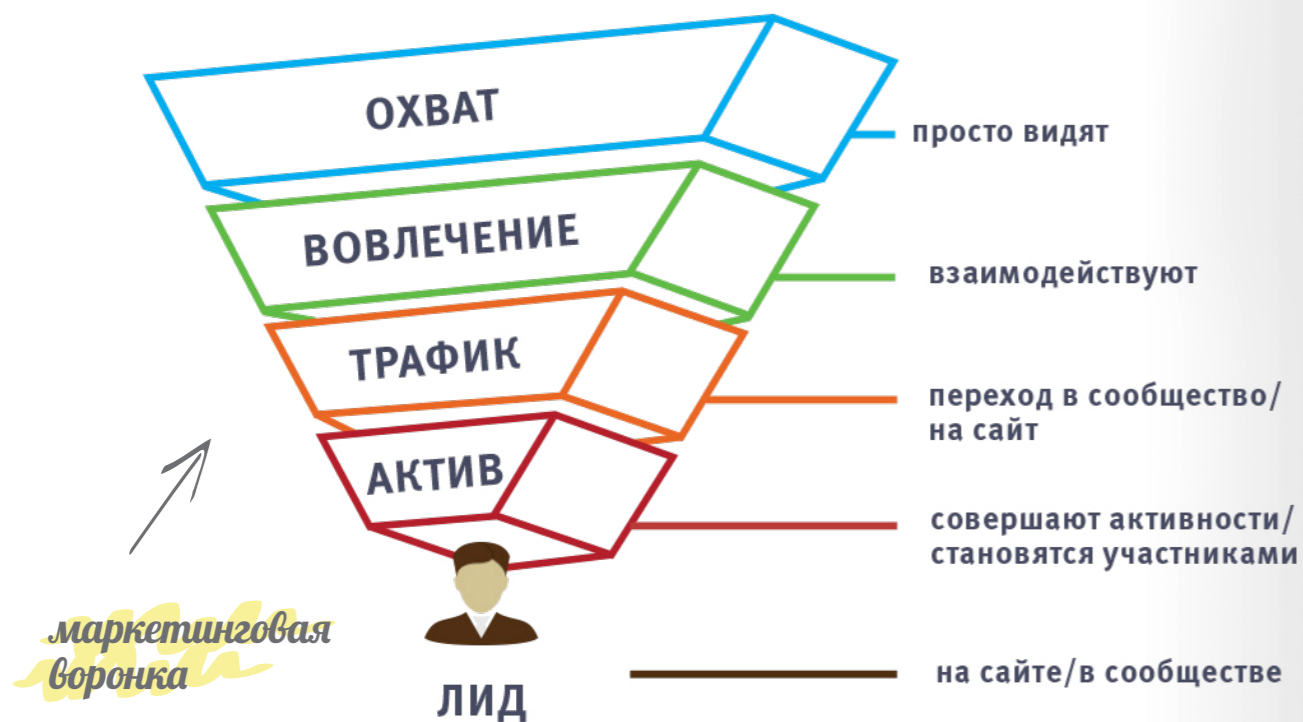 ОХВАТ
просто видят
ВОВЛЕЧЕНИЕ
взаимодействуют
ТРАФИК
переход в сообщество/
на сайт
АКТИВ
совершают активности/
становятся участниками
маркетинговая
воронка
ЛИД
на сайте/в сообществе